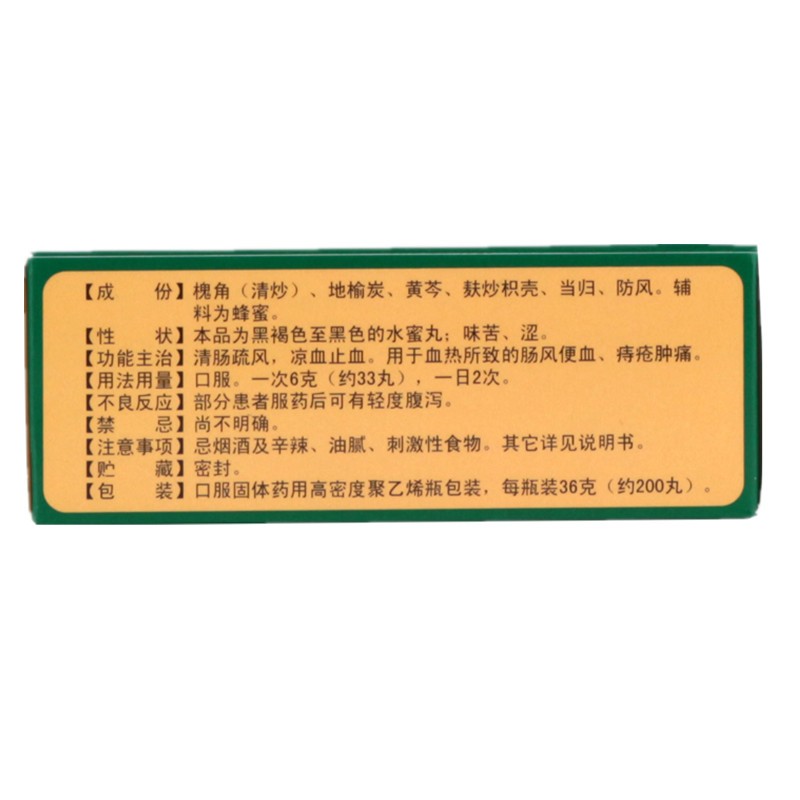 【成　份】槐角（清炒）、地榆炭、黄芩、麸炒枳壳、当归、防风。辅
料为蜂蜜。
【性　状】本品为黑褐色至黑色的水蜜丸；味苦、涩。
【功能主治】清肠疏风，凉血止血。用于血热所致的肠风便血、痔疮肿痛。
【用法用量】口服。一次6克（约33丸），一日2次。
【不良反应】部分患者服药后可有轻度腹泻。
【禁　忌】尚不明确。
【注意事项】忌烟酒及辛辣、油腻、刺激性食物。其它详见说明书。
【贮　藏】密封。
【包　装】口服固体药用高密度聚乙烯瓶包装，每瓶装36克（约200丸）。